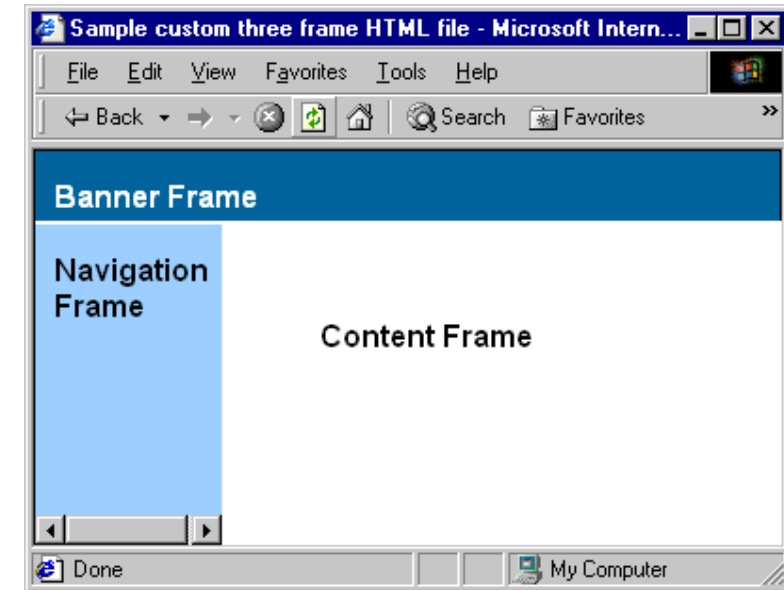 Sample custom three frame HTML file - Microsoft Intern...
File Edit View Favorites Tools Help
Back Search Favorites »
Banner Frame
Navigation
Frame
Content Frame
Done My Computer